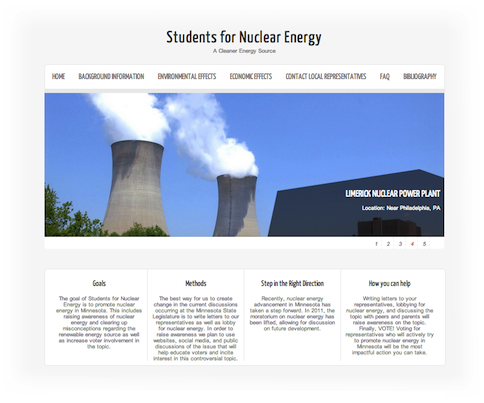 Students for Nuclear Energy
A Cleaner Energy Source
HOME BACKGROUND INFORMATION ENVIRONMENTAL EFFECTS ECONOMIC EFFECTS CONTACT LOCAL REPRESENTATIVES FAQ BIBLIOGRAPHY
LIMERICK NUCLEAR POWER PLANT
Location: Near Philadelphia, PA
1 2 3 4 5
Goals
The goal of Students for Nuclear
Energy is to promote nuclear
energy in Minnesota. This includes
raising awareness of nuclear
energy and clearing up
misconceptions regarding the
renewable energy source as well
as increase voter involvement in
the topic.
Methods
The best way for us to create
change in the current discussions
occurring at the Minnesota State
Legislature is to write letters to our
representatives as well as lobby
for nuclear energy. In order to
raise awareness we plan to use
websites, social media, and public
discussions of the issue that will
help educate voters and incite
interest in this controversial topic.
Step in the Right Direction
Recently, nuclear energy
advancement in Minnesota has
taken a step forward. In 2011, the
moratorium on nuclear energy has
been lifted, allowing for discussion
on future development.
How you can help
Writing letters to your
representatives, lobbying for
nuclear energy, and discussing the
topic with peers and parents will
raise awareness on the topic.
Finally, VOTE! Voting for
representatives who will actively try
to promote nuclear energy in
Minnesota will be the most
impactful action you can take.